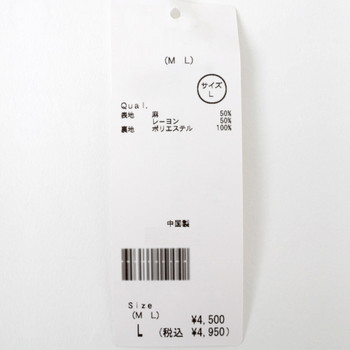 (M L)
サイズ
L
Qual.
表地 麻 50%
レーヨン 50%
裏地 ポリエステル 100%
中国製
Size
(M L) ¥4,500
L (税込 ¥4,950)